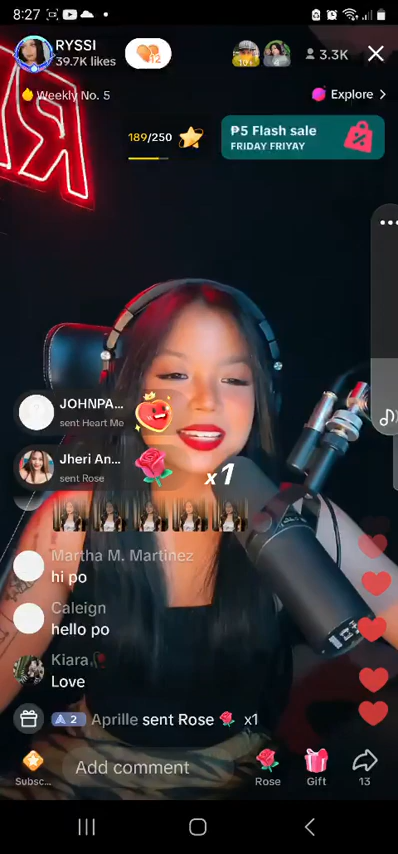 8:27
RYSSI
39.7K likes
12
10+
3.3K
Weekly No. 5
Explore >
189/250
₱5 Flash sale
FRIDAY FRIYAY
JOHNPA...
sent Heart Me
Jheri An...
sent Rose
x1
Martha M. Martinez
hi po
Caleign
hello po
Kiara🥀
Love
2 Aprille sent Rose 🌹 x1
Subsc...
Add comment
Rose
Gift
13